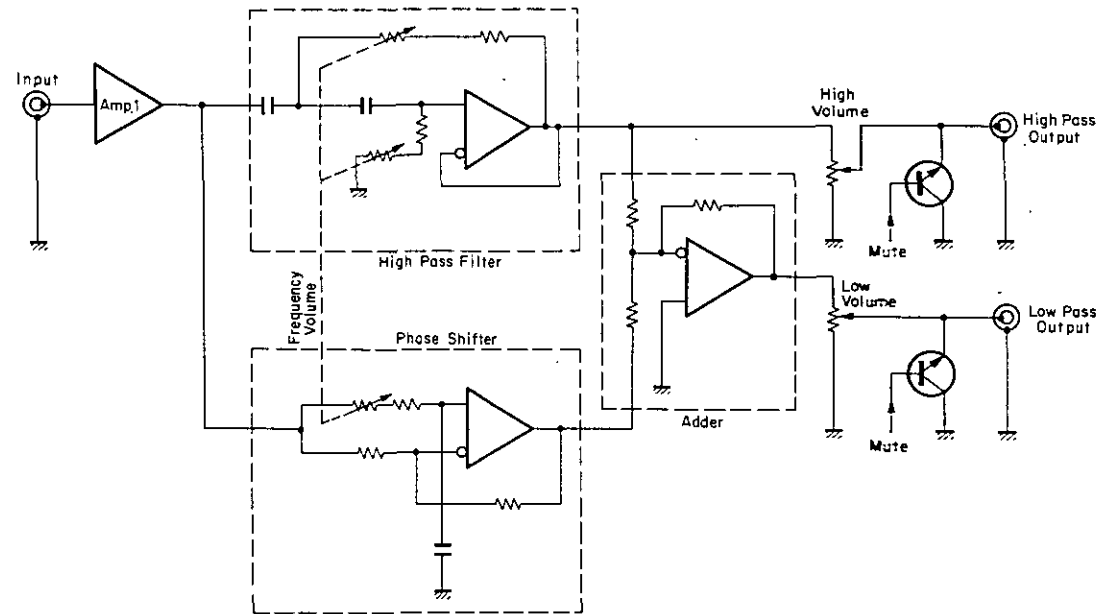 Input
Amp.1
High Pass Filter
Frequency
Volume
Phase Shifter
Adder
High
Volume
High Pass
Output
Mute
Low
Volume
Low Pass
Output
Mute